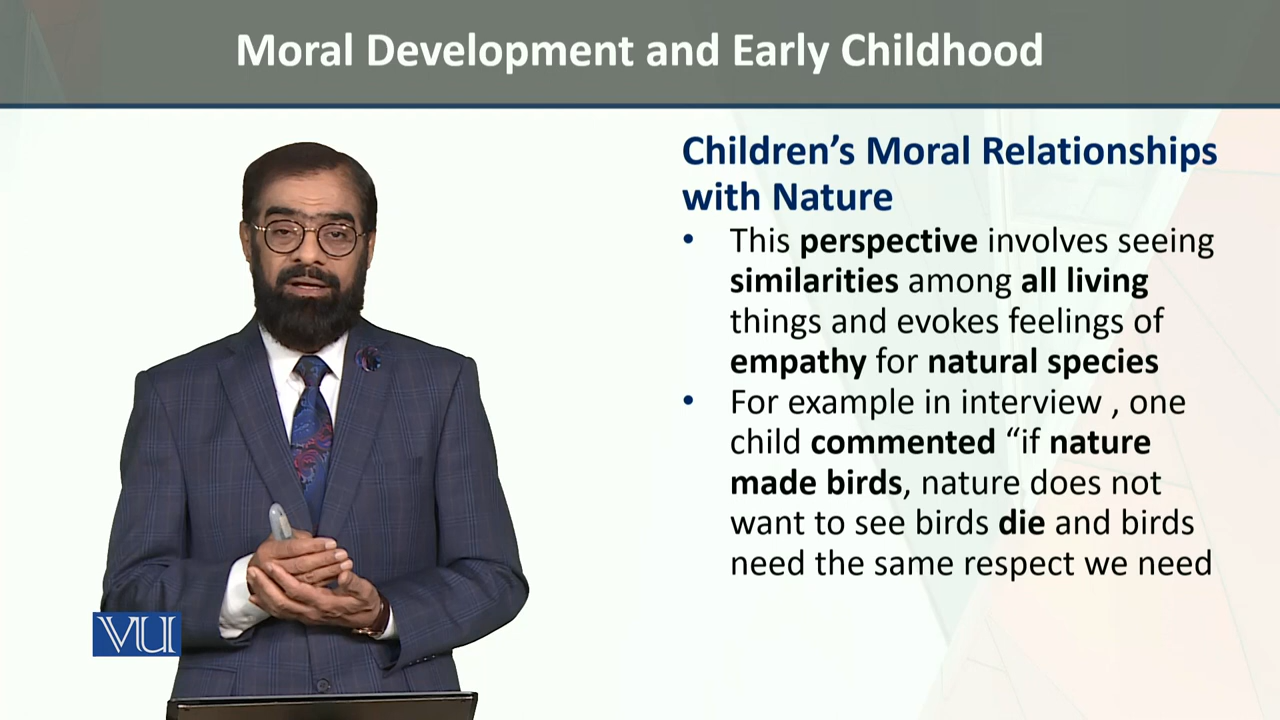 Moral Development and Early Childhood
Children’s Moral Relationships
with Nature
• This perspective involves seeing
similarities among all living
things and evokes feelings of
empathy for natural species
• For example in interview , one
child commented “if nature
made birds, nature does not
want to see birds die and birds
need the same respect we need
VU